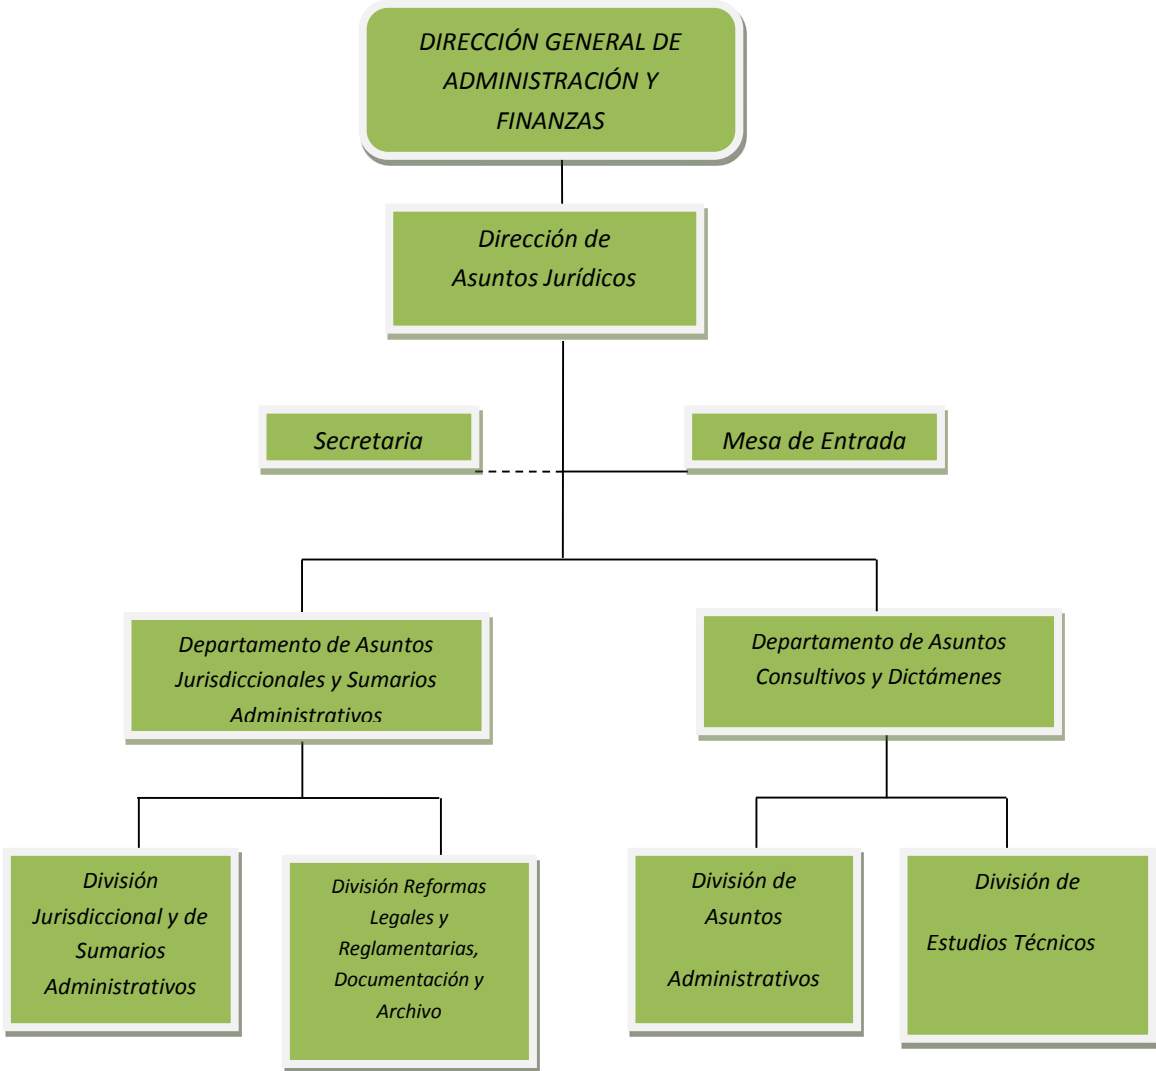 DIRECCIÓN GENERAL DE
ADMINISTRACIÓN Y
FINANZAS
Dirección de
Asuntos Jurídicos
Secretaria
Mesa de Entrada
Departamento de Asuntos
Jurisdiccionales y Sumarios
Administrativos
Departamento de Asuntos
Consultivos y Dictámenes
División
Jurisdiccional y de
Sumarios
Administrativos
División Reformas
Legales y
Reglamentarias,
Documentación y
Archivo
División de
Asuntos
Administrativos
División de
Estudios Técnicos